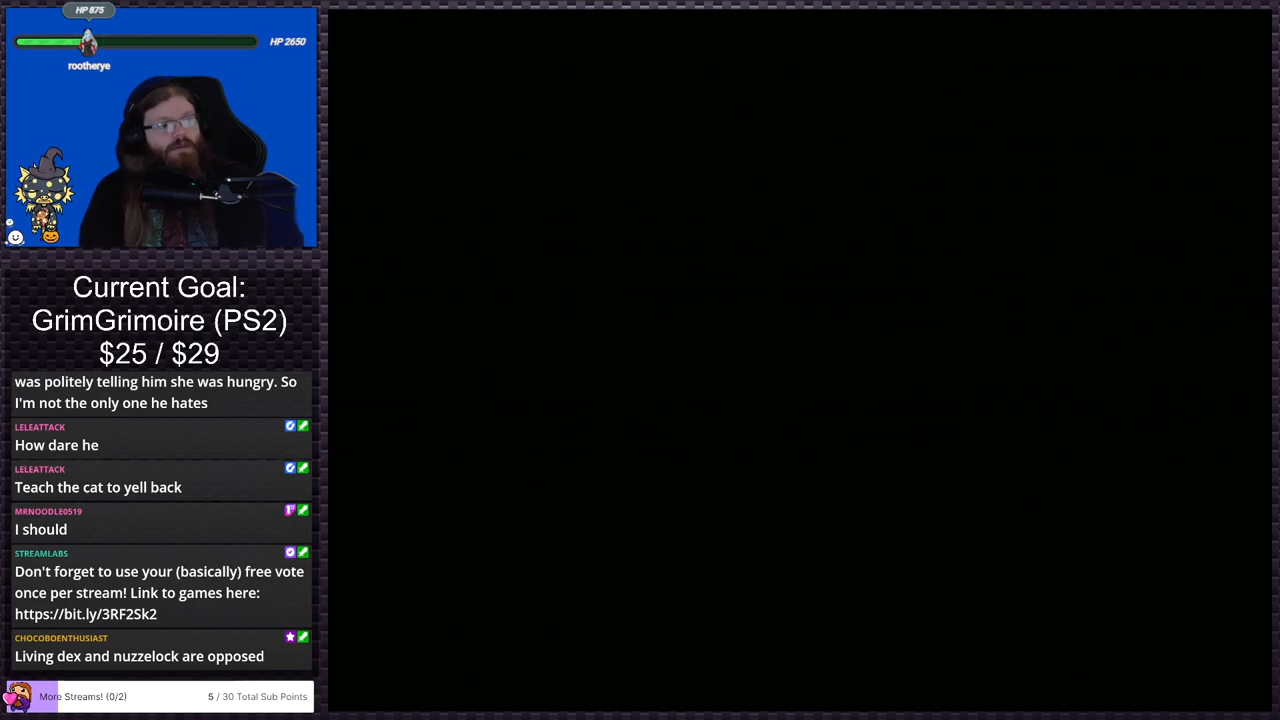 HP 875
HP 2650
rootherye
Current Goal:
GrimGrimoire (PS2)
$25 / $29
was politely telling him she was hungry. So
I'm not the only one he hates
LELEATTACK
How dare he
LELEATTACK
Teach the cat to yell back
MRNOODLE0519
I should
STREAMLABS
Don't forget to use your (basically) free vote
once per stream! Link to games here:
https://bit.ly/3RF2Sk2
CHOCOBOENTHUSIAST
Living dex and nuzzelock are opposed
More Streams! (0/2)
5 / 30 Total Sub Points